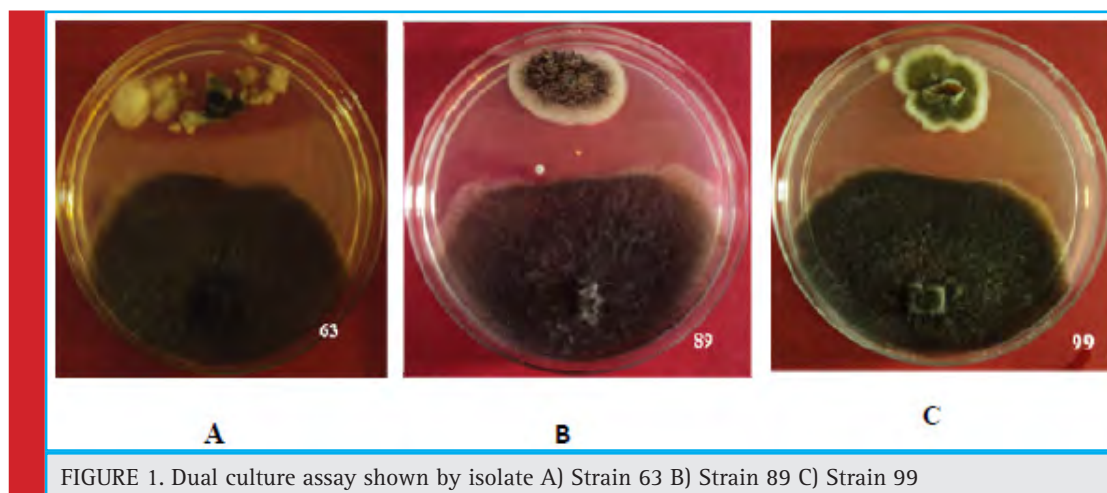 63
89
99
A
B
C
FIGURE 1. Dual culture assay shown by isolate A) Strain 63 B) Strain 89 C) Strain 99